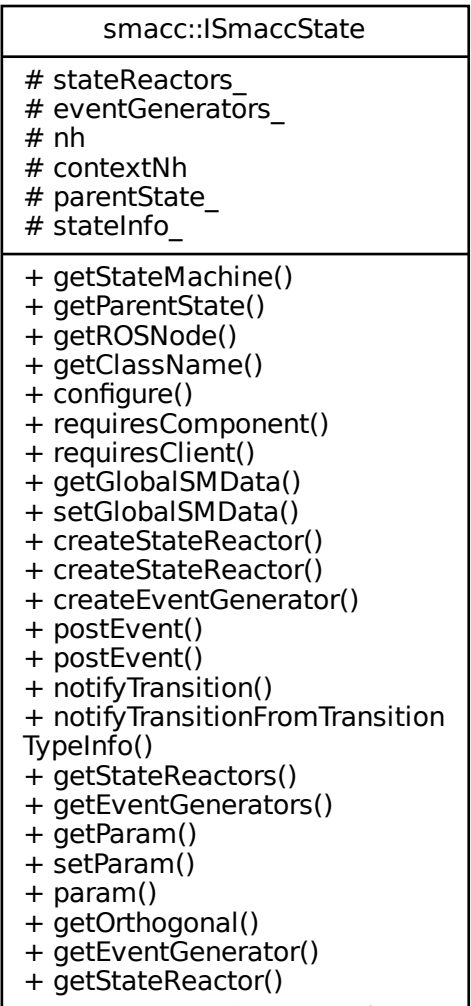 smacc::ISmaccState
# stateReactors_
# eventGenerators_
# nh
# contextNh
# parentState_
# stateInfo_
+ getStateMachine()
+ getParentState()
+ getROSNode()
+ getClassName()
+ configure()
+ requiresComponent()
+ requiresClient()
+ getGlobalSMData()
+ setGlobalSMData()
+ createStateReactor()
+ createStateReactor()
+ createEventGenerator()
+ postEvent()
+ postEvent()
+ notifyTransition()
+ notifyTransitionFromTransition
TypeInfo()
+ getStateReactors()
+ getEventGenerators()
+ getParam()
+ setParam()
+ param()
+ getOrthogonal()
+ getEventGenerator()
+ getStateReactor()